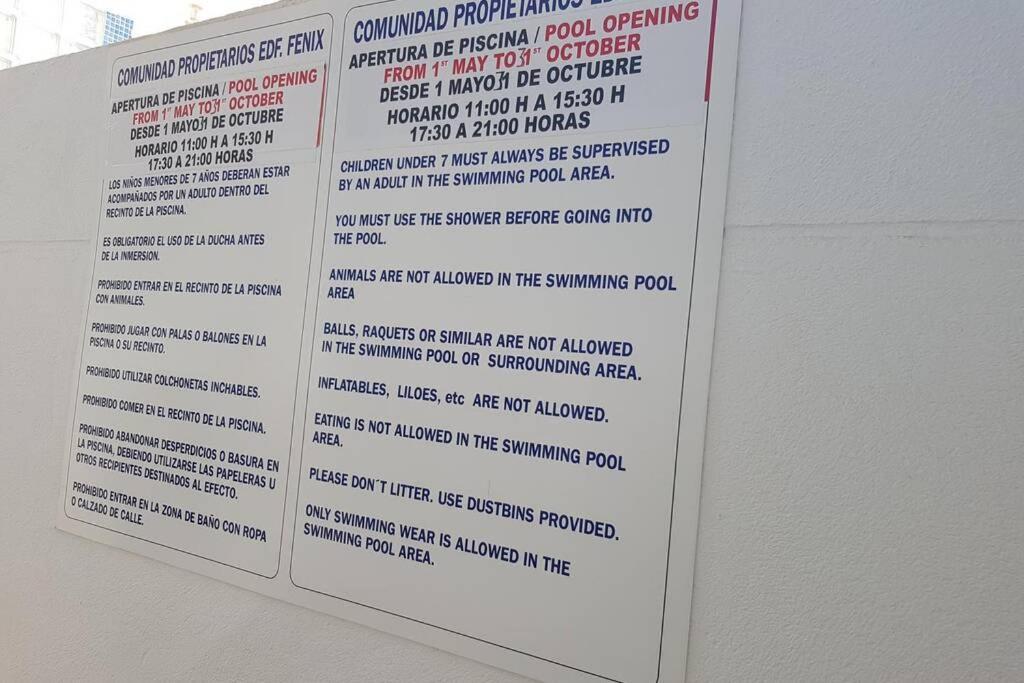 COMUNIDAD PROPIETARIOS EDF. FENIX
APERTURA DE PISCINA / POOL OPENING
FROM 1ST MAY TO 31ST OCTOBER
DESDE 1 MAYO 31 DE OCTUBRE
HORARIO 11:00 H A 15:30 H
17:30 A 21:00 HORAS
LOS NIÑOS MENORES DE 7 AÑOS DEBERAN ESTAR
ACOMPAÑADOS POR UN ADULTO DENTRO DEL
RECINTO DE LA PISCINA.
ES OBLIGATORIO EL USO DE LA DUCHA ANTES
DE LA INMERSION.
PROHIBIDO ENTRAR EN EL RECINTO DE LA PISCINA
CON ANIMALES.
PROHIBIDO JUGAR CON PALAS O BALONES EN LA
PISCINA O SU RECINTO.
PROHIBIDO UTILIZAR COLCHONETAS INCHABLES.
PROHIBIDO COMER EN EL RECINTO DE LA PISCINA.
PROHIBIDO ABANDONAR DESPERDICIOS O BASURA EN
LA PISCINA, DEBIENDO UTILIZARSE LAS PAPELERAS U
OTROS RECIPIENTES DESTINADOS AL EFECTO.
PROHIBIDO ENTRAR EN LA ZONA DE BAÑO CON ROPA
O CALZADO DE CALLE.
COMUNIDAD PROPIETARIOS
APERTURA DE PISCINA / POOL OPENING
FROM 1ST MAY TO 31ST OCTOBER
DESDE 1 MAYO 31 DE OCTUBRE
HORARIO 11:00 H A 15:30 H
17:30 A 21:00 HORAS
CHILDREN UNDER 7 MUST ALWAYS BE SUPERVISED
BY AN ADULT IN THE SWIMMING POOL AREA.
YOU MUST USE THE SHOWER BEFORE GOING INTO
THE POOL.
ANIMALS ARE NOT ALLOWED IN THE SWIMMING POOL
AREA
BALLS, RAQUETS OR SIMILAR ARE NOT ALLOWED
IN THE SWIMMING POOL OR SURROUNDING AREA.
INFLATABLES, LILOES, etc ARE NOT ALLOWED.
EATING IS NOT ALLOWED IN THE SWIMMING POOL
AREA.
PLEASE DON´T LITTER. USE DUSTBINS PROVIDED.
ONLY SWIMMING WEAR IS ALLOWED IN THE
SWIMMING POOL AREA.